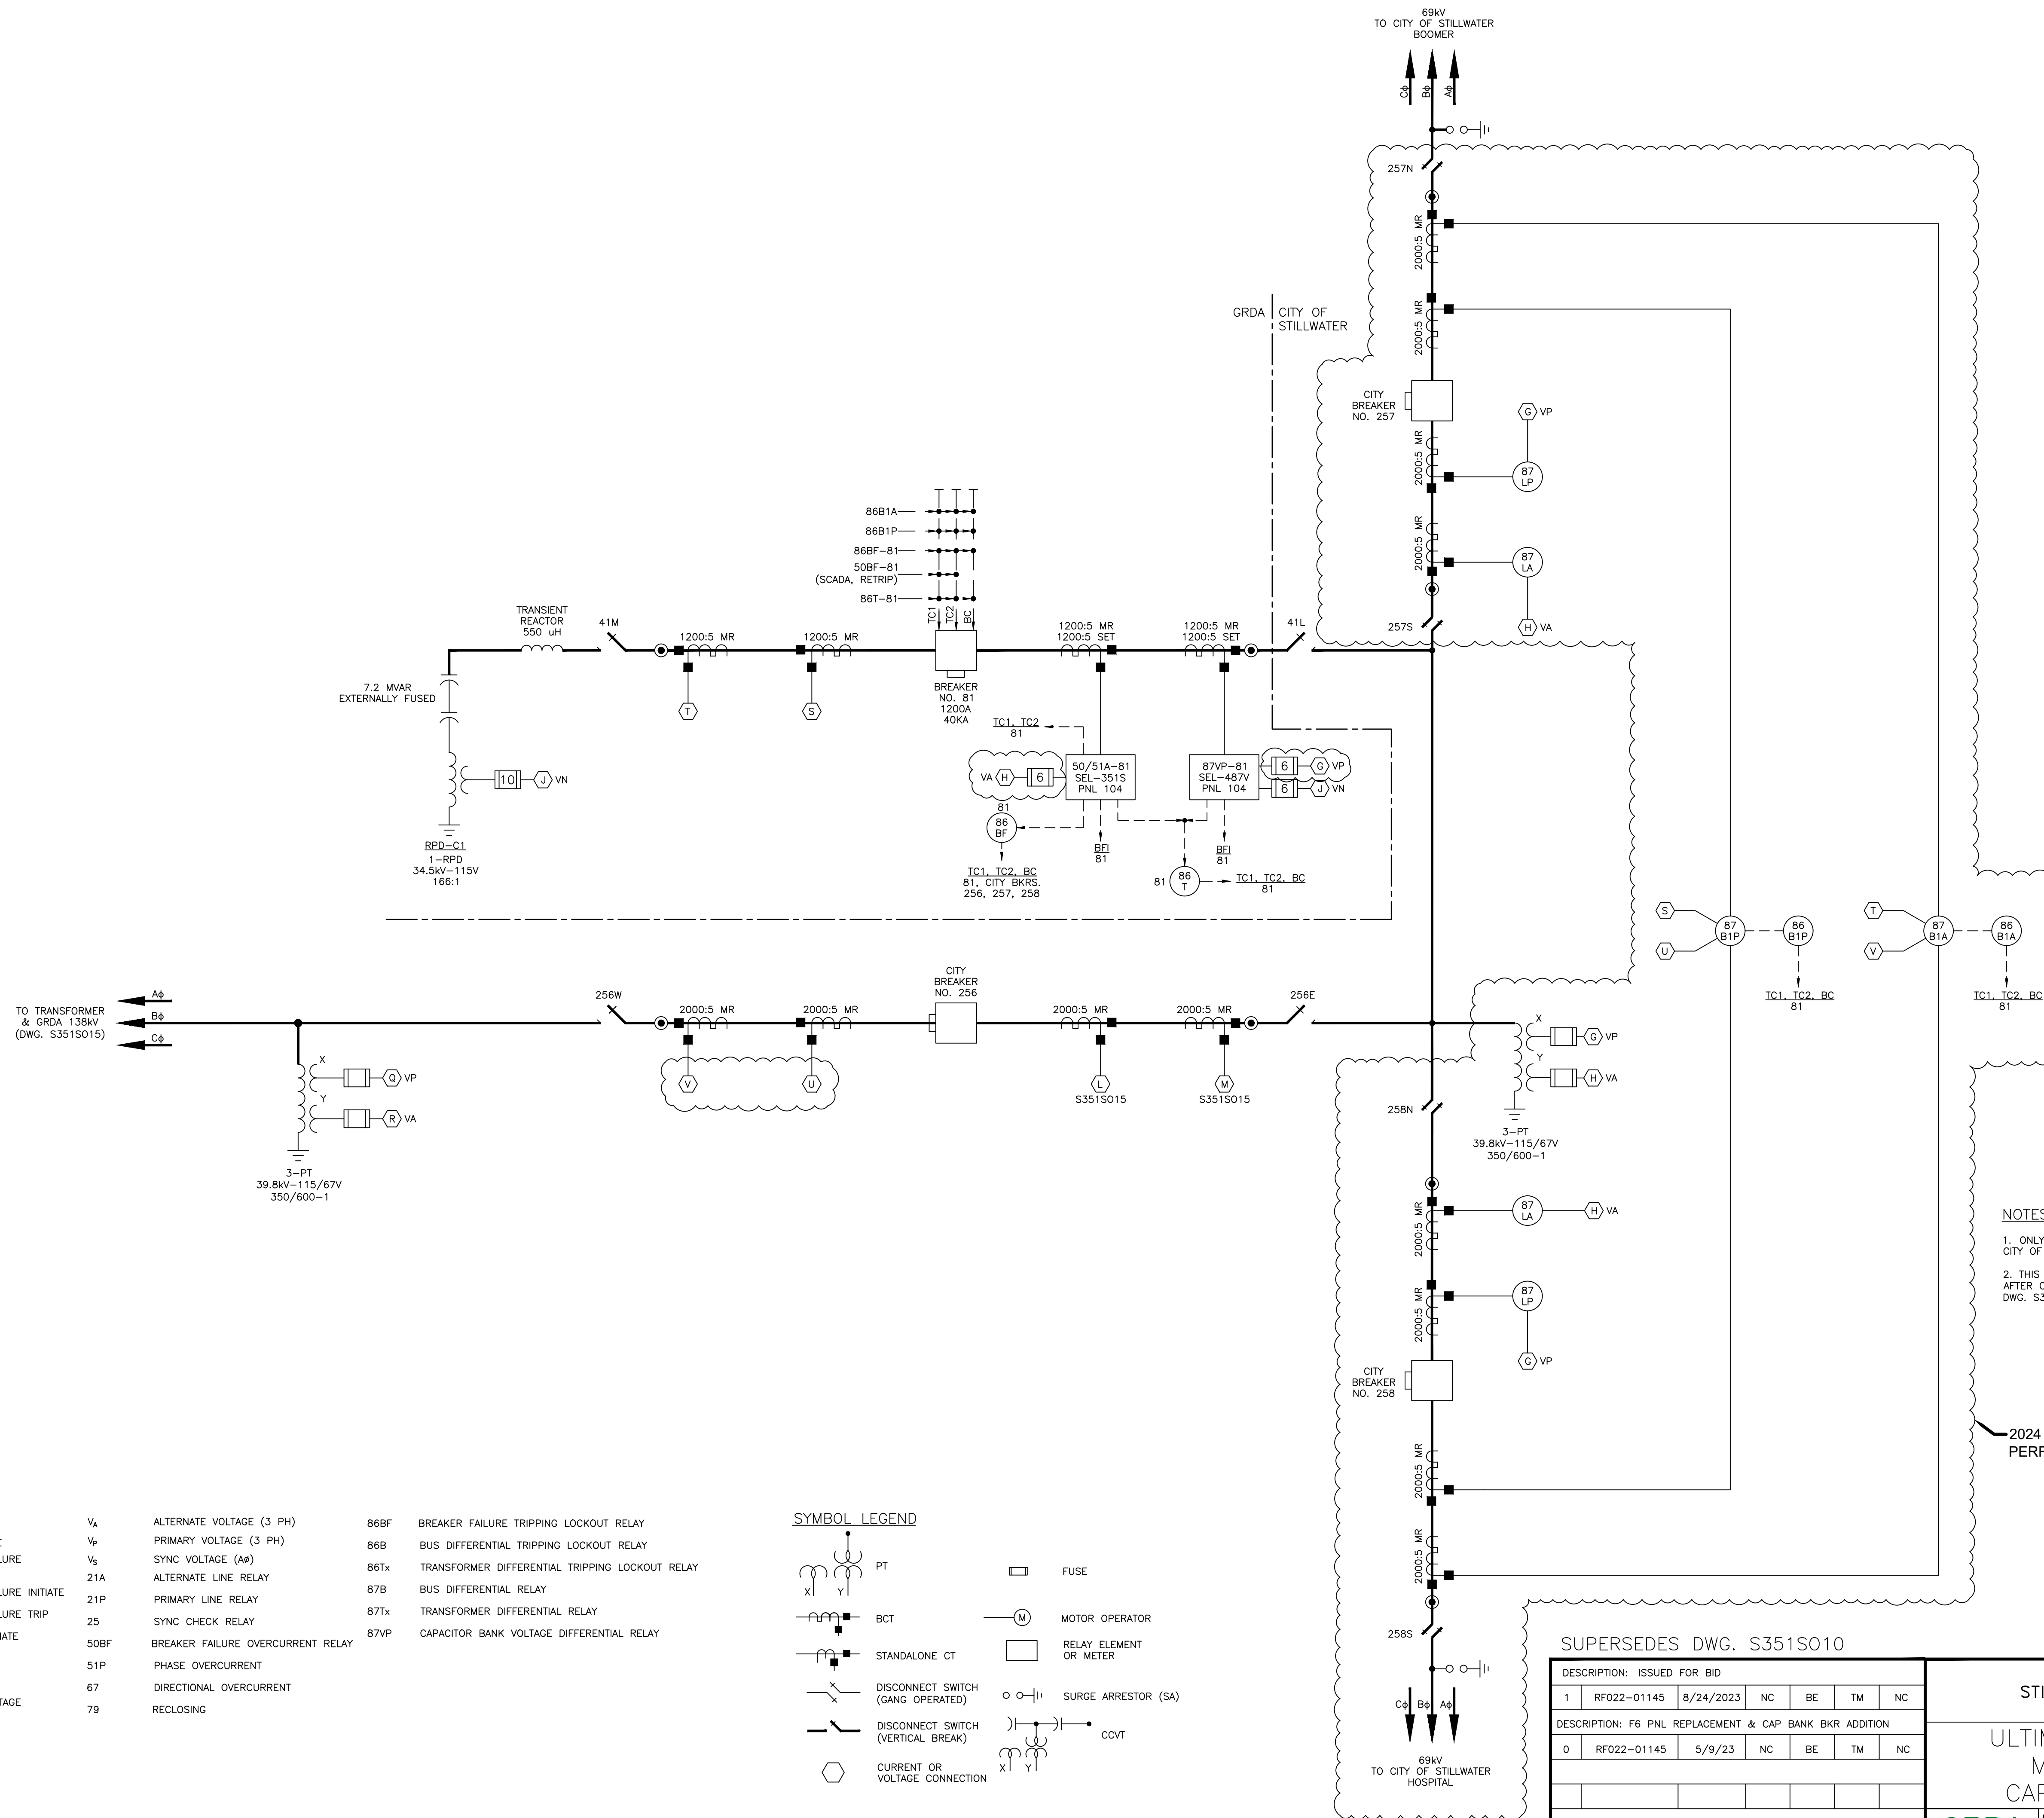 69kV
TO CITY OF STILLWATER
BOOMER
Cϕ
Bϕ
Aϕ
257N
2000:5 MR
2000:5 MR
GRDA
CITY OF
STILLWATER
CITY
BREAKER
NO. 257
G VP
2000:5 MR
87
LP
2000:5 MR
87
LA
H VA
257S
86B1A
86B1P
86BF-81
50BF-81
(SCADA, RETRIP)
86T-81
TC1
TC2
BC
TRANSIENT
REACTOR
550 uH
41M
1200:5 MR
1200:5 MR
1200:5 MR
1200:5 SET
1200:5 MR
1200:5 SET
41L
7.2 MVAR
EXTERNALLY FUSED
T
S
BREAKER
NO. 81
1200A
40KA
TC1, TC2
81
VA H
6
50/51A-81
SEL-351S
PNL 104
87VP-81
SEL-487V
PNL 104
6
G VP
6
J VN
10
J VN
81
86
BF
BFI
81
BFI
81
RPD-C1
1-RPD
34.5kV-115V
166:1
TC1, TC2, BC
81, CITY BKRS.
256, 257, 258
81
86
T
TC1, TC2, BC
81
S
U
87
B1P
86
B1P
TC1, TC2, BC
81
T
V
87
B1A
86
B1A
TC1, TC2, BC
81
TO TRANSFORMER
& GRDA 138kV
(DWG. S351SO15)
Aϕ
Bϕ
Cϕ
256W
2000:5 MR
2000:5 MR
CITY
BREAKER
NO. 256
2000:5 MR
2000:5 MR
256E
X
Q VP
Y
R VA
3-PT
39.8kV-115/67V
350/600-1
V
U
L
S351SO15
M
S351SO15
X
G VP
Y
H VA
3-PT
39.8kV-115/67V
350/600-1
258N
2000:5 MR
87
LA
H VA
2000:5 MR
87
LP
G VP
CITY
BREAKER
NO. 258
2000:5 MR
2000:5 MR
258S
Cϕ
Bϕ
Aϕ
69kV
TO CITY OF STILLWATER
HOSPITAL
NOTES
1. ONLY
CITY OF
2. THIS
AFTER
DWG.
2024
LURE
LURE INITIATE
LURE TRIP
TAGE
VA ALTERNATE VOLTAGE (3 PH)
VP PRIMARY VOLTAGE (3 PH)
VS SYNC VOLTAGE (Aø)
21A ALTERNATE LINE RELAY
21P PRIMARY LINE RELAY
25 SYNC CHECK RELAY
50BF BREAKER FAILURE OVERCURRENT RELAY
51P PHASE OVERCURRENT
67 DIRECTIONAL OVERCURRENT
79 RECLOSING
86BF BREAKER FAILURE TRIPPING LOCKOUT RELAY
86B BUS DIFFERENTIAL TRIPPING LOCKOUT RELAY
86Tx TRANSFORMER DIFFERENTIAL TRIPPING LOCKOUT RELAY
87B BUS DIFFERENTIAL RELAY
87Tx TRANSFORMER DIFFERENTIAL RELAY
87VP CAPACITOR BANK VOLTAGE DIFFERENTIAL RELAY
SYMBOL LEGEND
X Y
PT
BCT
STANDALONE CT
DISCONNECT SWITCH
(GANG OPERATED)
DISCONNECT SWITCH
(VERTICAL BREAK)
CURRENT OR
VOLTAGE CONNECTION
FUSE
M
MOTOR OPERATOR
RELAY ELEMENT
OR METER
SURGE ARRESTOR (SA)
CCVT
X Y
SUPERSEDES DWG. S351SO10
DESCRIPTION: ISSUED FOR BID
1 RF022-01145 8/24/2023 NC BE TM NC
DESCRIPTION: F6 PNL REPLACEMENT & CAP BANK BKR ADDITION
0 RF022-01145 5/9/23 NC BE TM NC